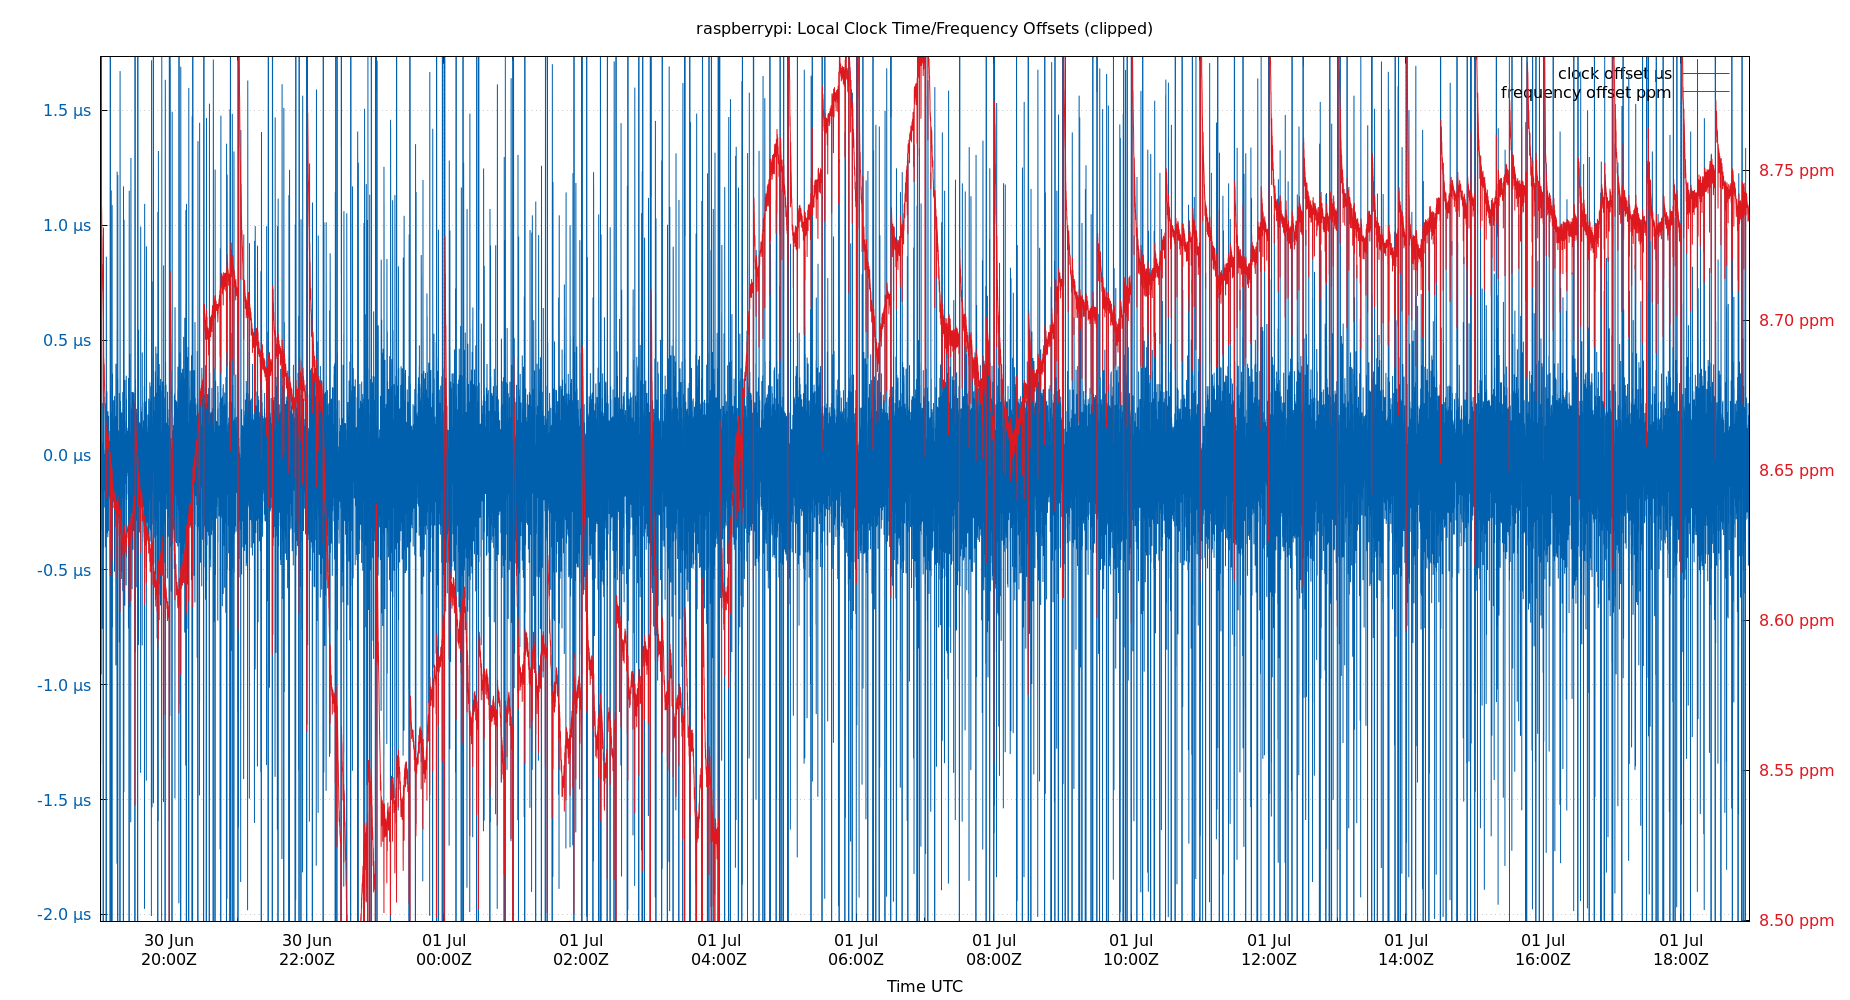 raspberrypi: Local Clock Time/Frequency Offsets (clipped)
clock offset µs
frequency offset ppm
1.5 µs
1.0 µs
0.5 µs
0.0 µs
-0.5 µs
-1.0 µs
-1.5 µs
-2.0 µs
8.75 ppm
8.70 ppm
8.65 ppm
8.60 ppm
8.55 ppm
8.50 ppm
30 Jun 30 Jun 01 Jul 01 Jul 01 Jul 01 Jul 01 Jul 01 Jul 01 Jul 01 Jul 01 Jul 01 Jul
20:00Z 22:00Z 00:00Z 02:00Z 04:00Z 06:00Z 08:00Z 10:00Z 12:00Z 14:00Z 16:00Z 18:00Z
Time UTC